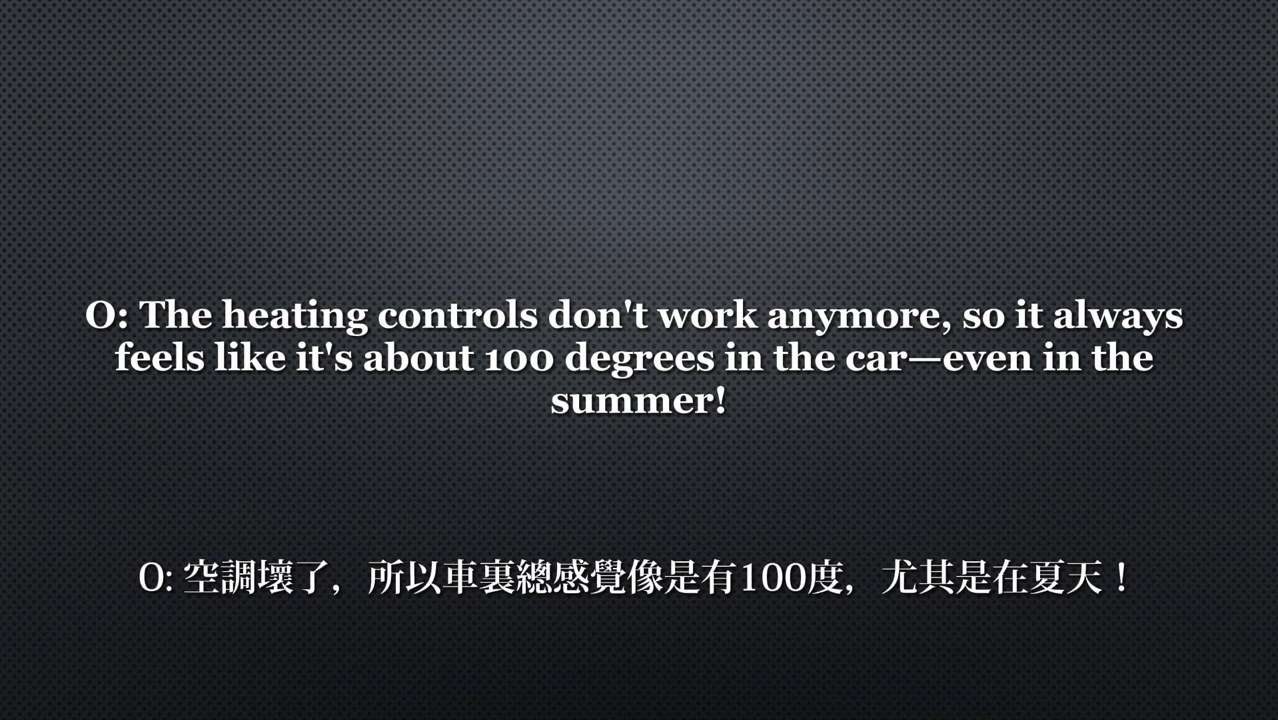 O: The heating controls don't work anymore, so it always
feels like it's about 100 degrees in the car—even in the
summer!
O: 空調壞了，所以車裏總感覺像是有100度，尤其是在夏天！